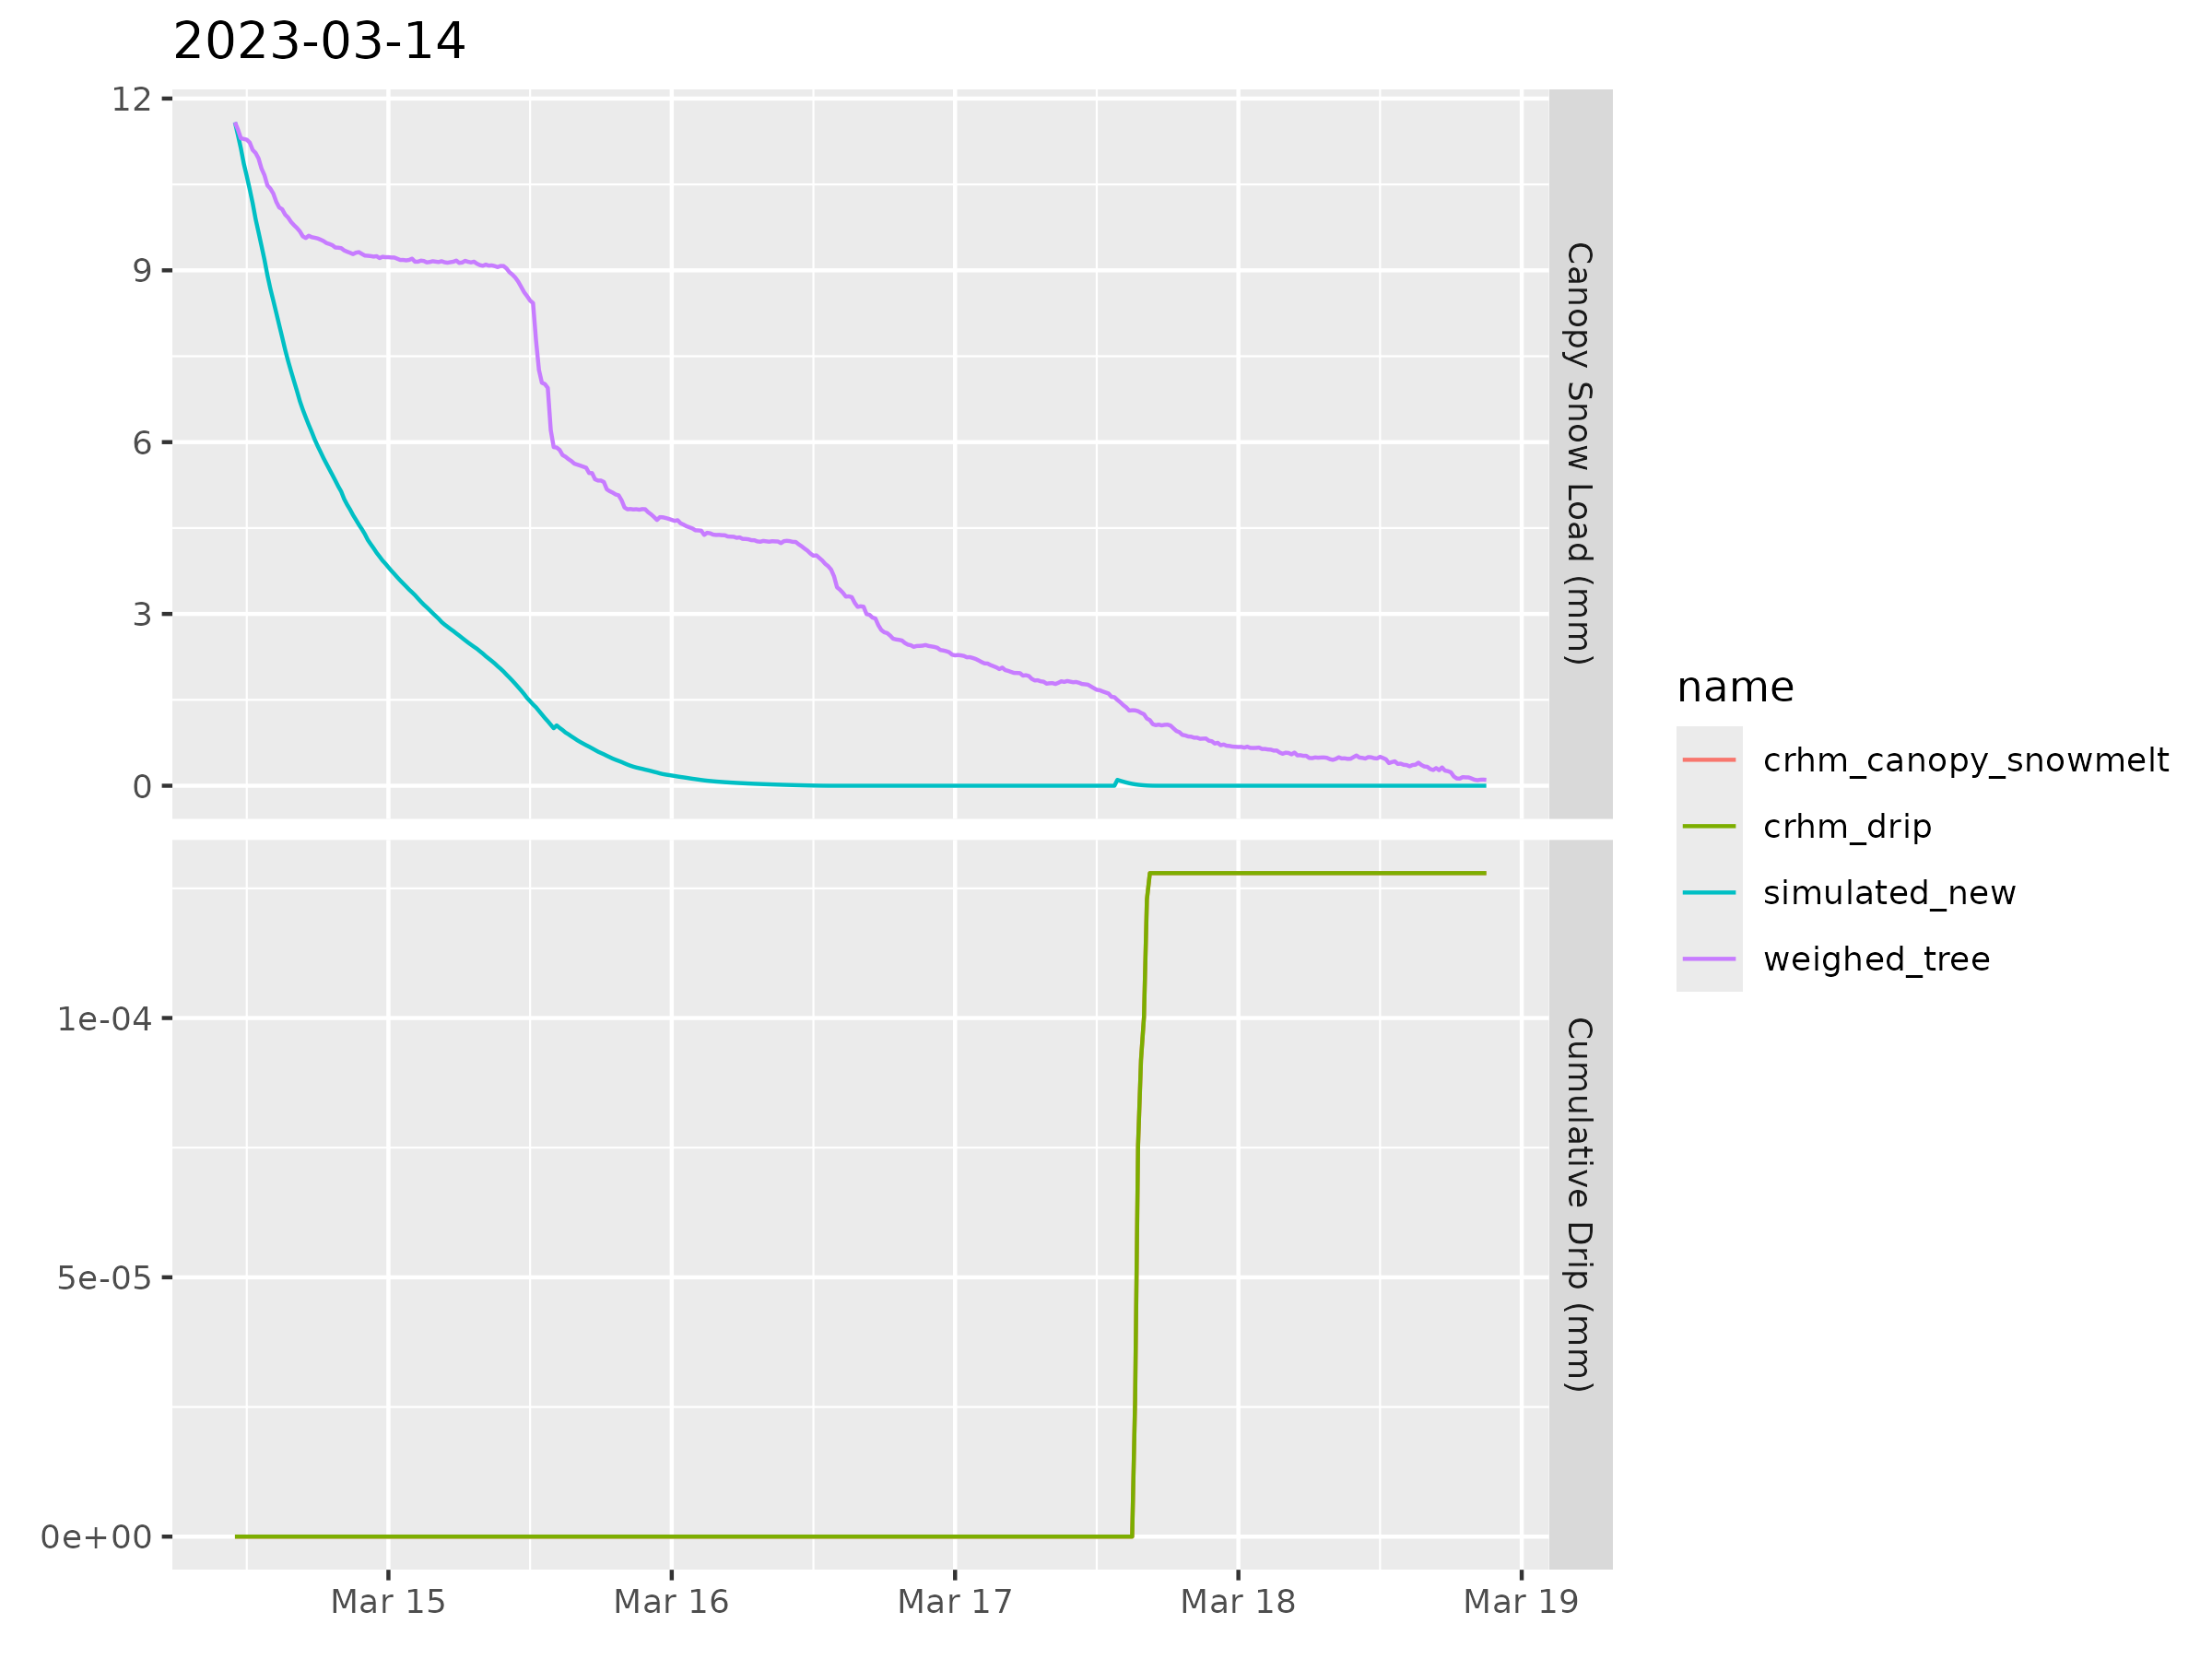 2023-03-14
12
9
6
3
0
Canopy Snow Load (mm)
1e-04
5e-05
0e+00
Cumulative Drip (mm)
Mar 15
Mar 16
Mar 17
Mar 18
Mar 19
name
crhm_canopy_snowmelt
crhm_drip
simulated_new
weighed_tree